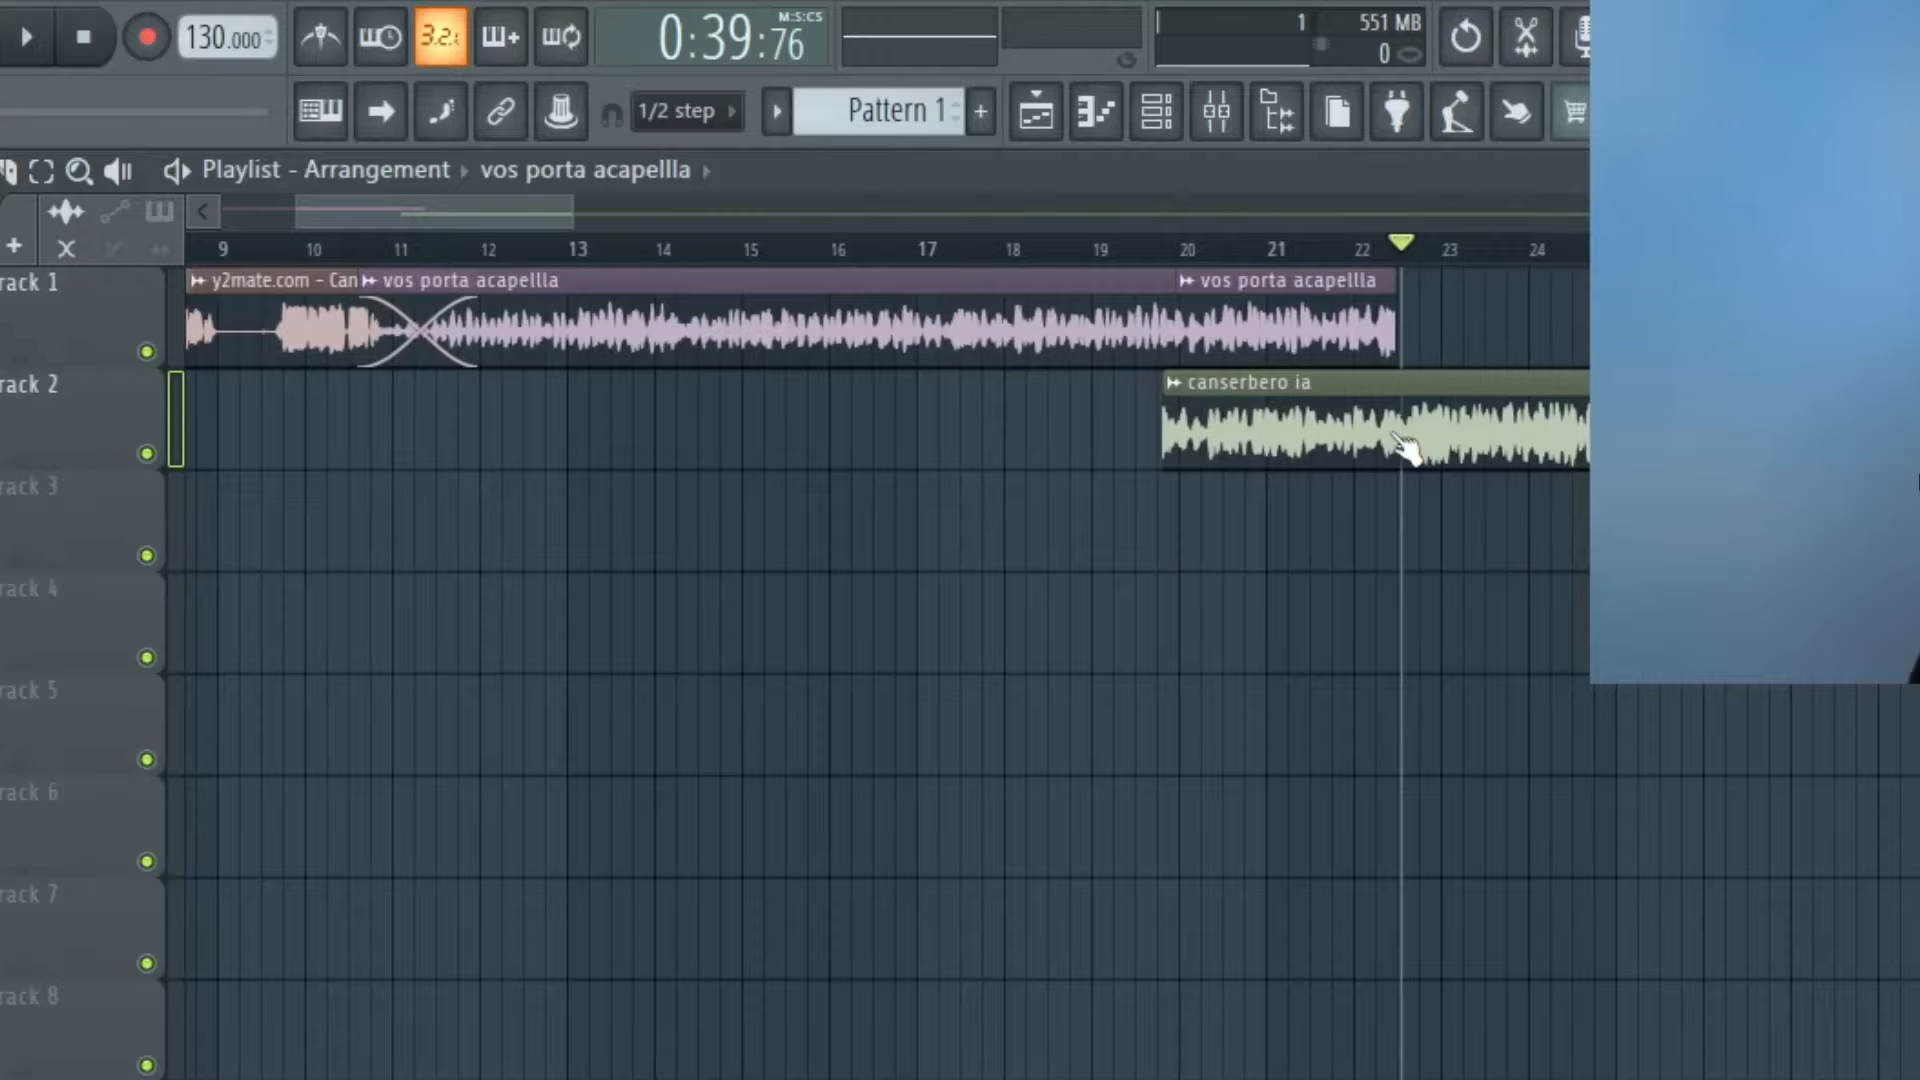 130.000
3.2.
0:39:76
M:S:CS
1
551 MB
0
1/2 step
Pattern 1
Playlist - Arrangement
vos porta acapellla
9 10 11 12 13 14 15 16 17 18 19 20 21 22 23 24
rack 1
y2mate.com - Can
vos porta acapellla
vos porta acapellla
rack 2
canserbero ia
rack 3
rack 4
rack 5
rack 6
rack 7
rack 8